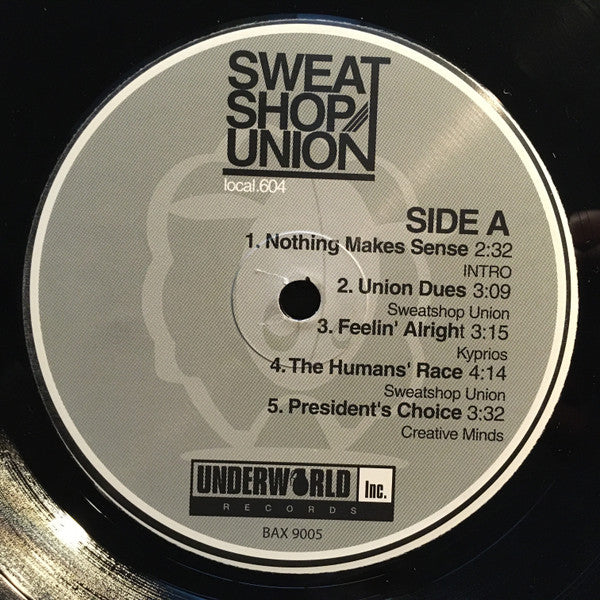 SWEAT
SHOP
UNION
local.604
SIDE A
1. Nothing Makes Sense 2:32
INTRO
2. Union Dues 3:09
Sweatshop Union
3. Feelin' Alright 3:15
Kyprios
4. The Humans' Race 4:14
Sweatshop Union
5. President's Choice 3:32
Creative Minds
UNDERWORLD Inc.
RECORDS
BAX 9005